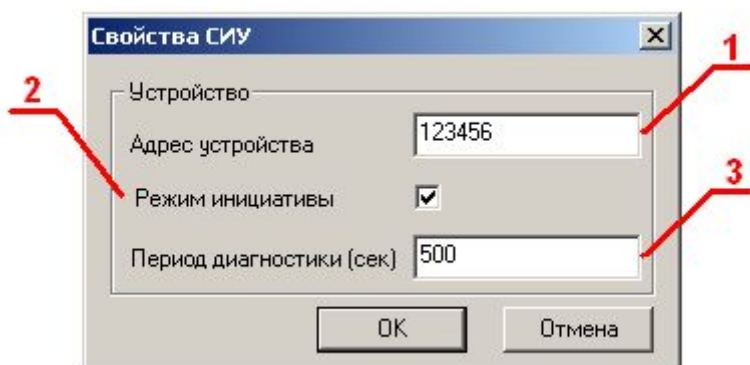 Свойства СИУ
1
2
Устройство
Адрес устройства 123456
Режим инициативы
3
Период диагностики (сек) 500
OK Отмена